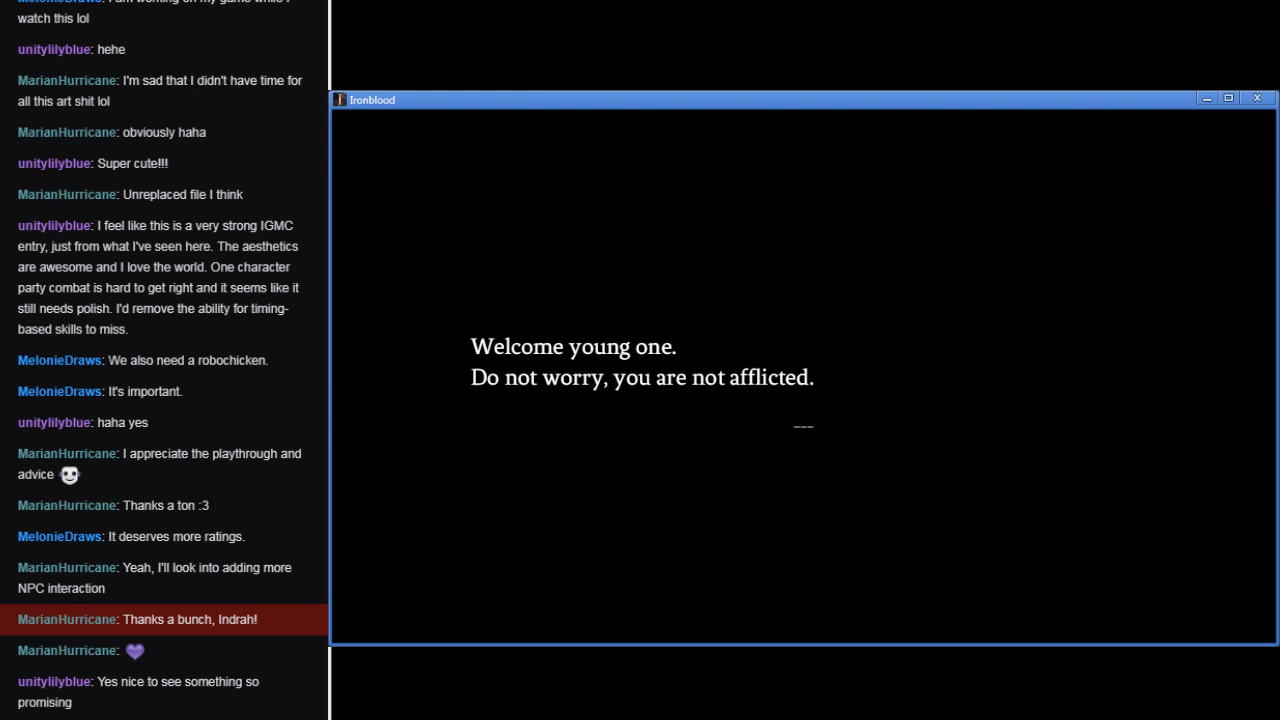 watch this lol
unitylilyblue: hehe
MarianHurricane: I'm sad that I didn't have time for
all this art shit lol
MarianHurricane: obviously haha
unitylilyblue: Super cute!!!
MarianHurricane: Unreplaced file I think
unitylilyblue: I feel like this is a very strong IGMC
entry, just from what I've seen here. The aesthetics
are awesome and I love the world. One character
party combat is hard to get right and it seems like it
still needs polish. I'd remove the ability for timing-
based skills to miss.
MelonieDraws: We also need a robochicken.
MelonieDraws: It's important.
unitylilyblue: haha yes
MarianHurricane: I appreciate the playthrough and
advice
MarianHurricane: Thanks a ton :3
MelonieDraws: It deserves more ratings.
MarianHurricane: Yeah, I'll look into adding more
NPC interaction
MarianHurricane: Thanks a bunch, Indrah!
MarianHurricane:
unitylilyblue: Yes nice to see something so
promising
Ironblood
Welcome young one.
Do not worry, you are not afflicted.